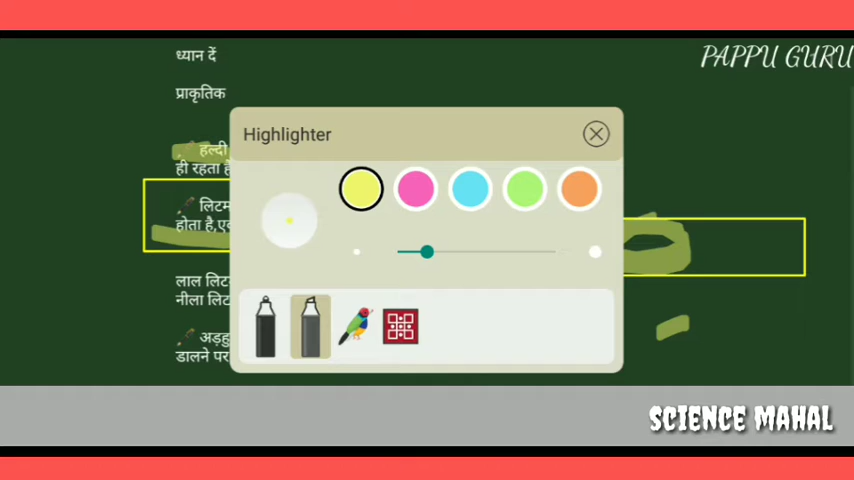 ध्यान दें
PAPPU GURU
प्राकृतिक
Highlighter
हल्दी
ही रहता है
लिटम
होता है,ए
लाल लिट
नीला लिट
अड़हु
डालने पर
SCIENCE MAHAL